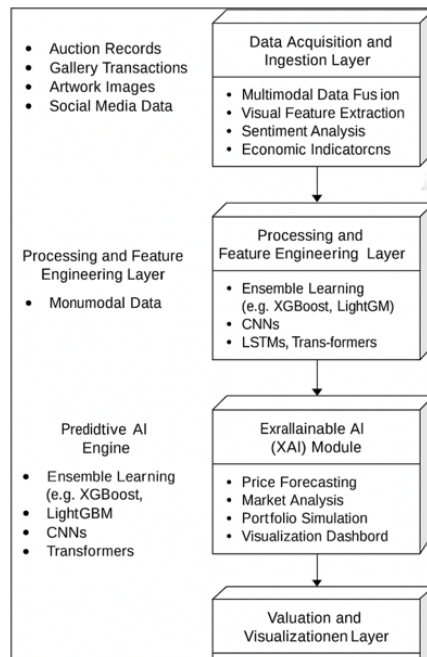 Auction Records
Gallery Transactions
Artwork Images
Social Media Data
Data Acquisition and
Ingestion Layer
Multimodal Data Fus ion
Visual Feature Extraction
Sentiment Analysis
Economic Indicatorcns
Processing and Feature
Engineering Layer
Monumodal Data
Processing and
Feature Engineering Layer
Ensemble Learning
(e.g. XGBoost, LightGM)
CNNs
LSTMs, Trans-formers
Predidtive AI
Engine
Ensemble Learning
(e.g. XGBoost,
LightGBM
CNNs
Transformers
Exrallainable AI
(XAI) Module
Price Forecasting
Market Analysis
Portfolio Simulation
Visualization Dashbord
Valuation and
Visualizationen Layer